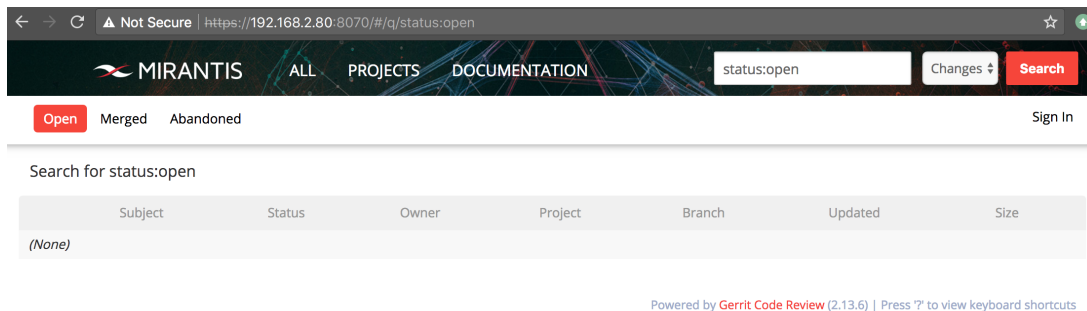 Not Secure | https://192.168.2.80:8070/#/q/status:open
MIRANTIS ALL PROJECTS DOCUMENTATION status:open Changes Search
Open Merged Abandoned Sign In
Search for status:open
Subject Status Owner Project Branch Updated Size
(None)
Powered by Gerrit Code Review (2.13.6) | Press '?' to view keyboard shortcuts